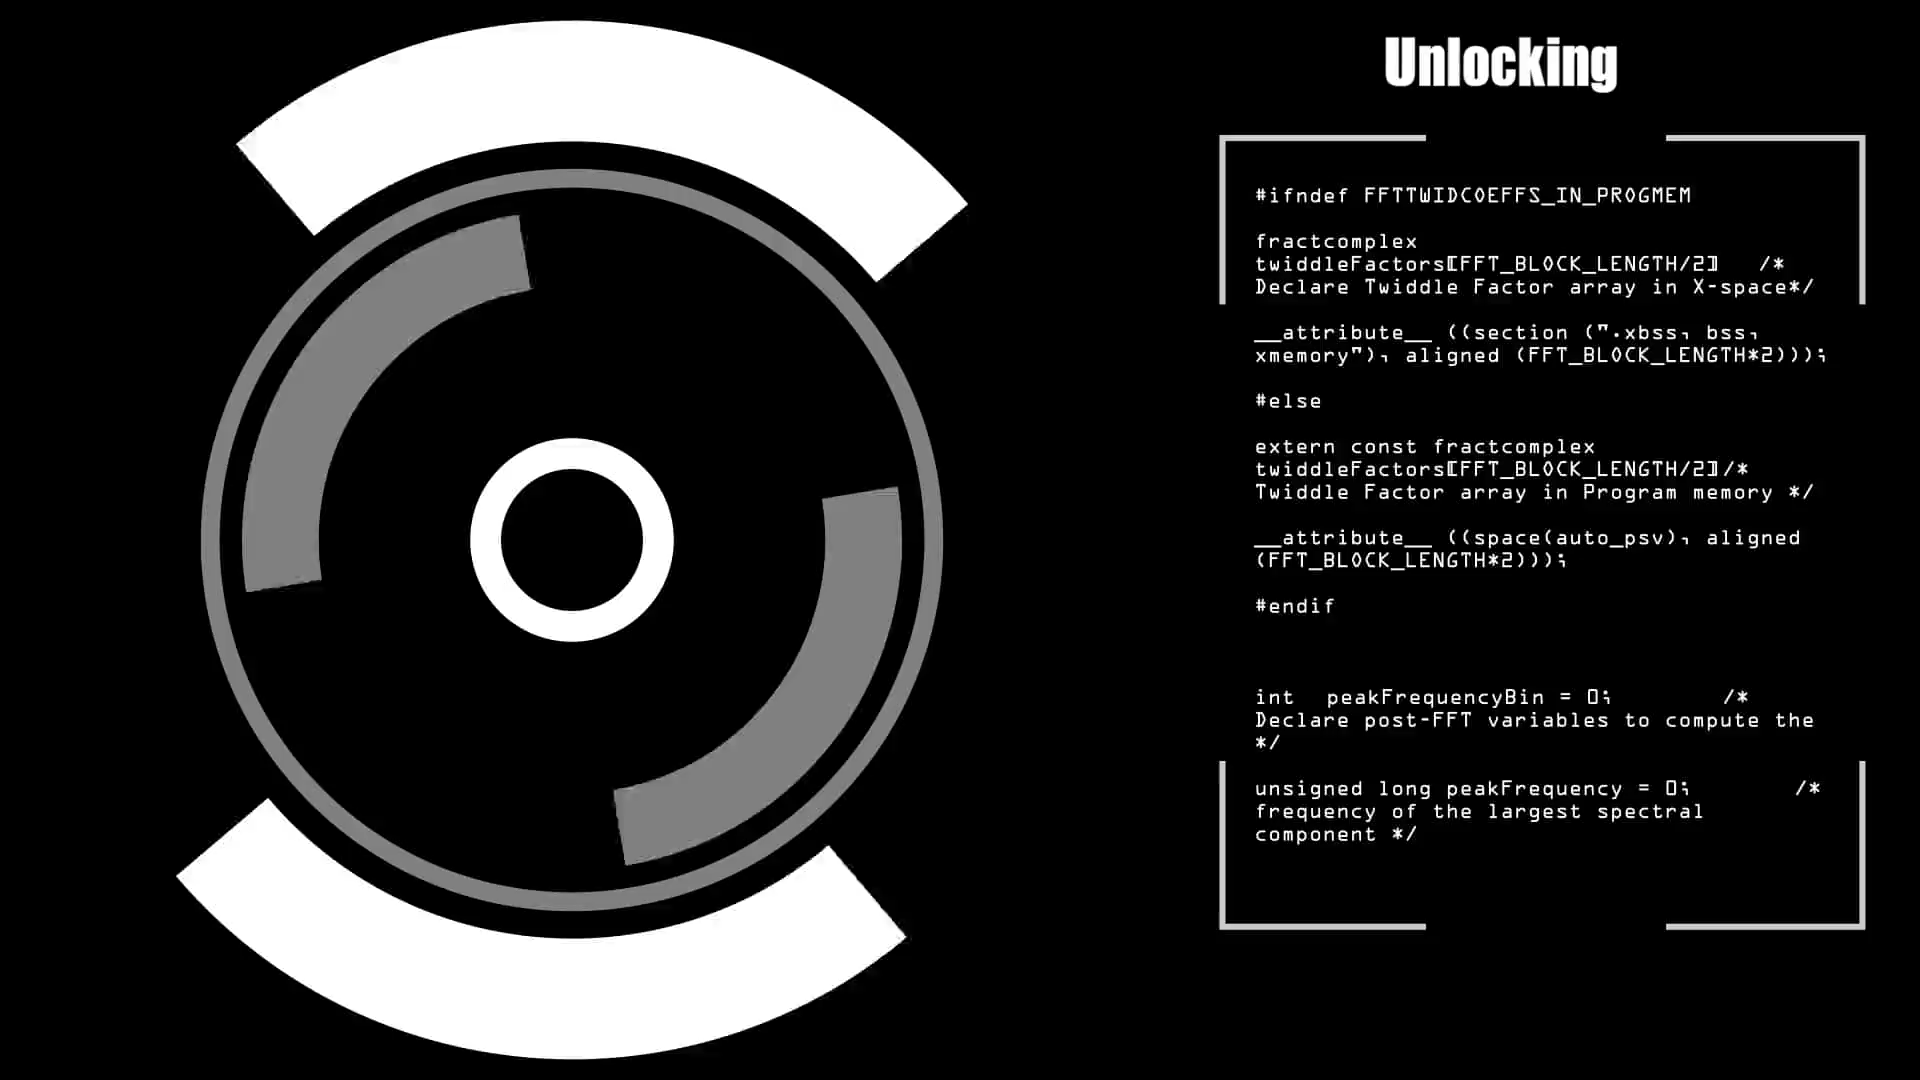 Unlocking
#ifndef FFTTWIDCOEFFS_IN_PROGMEM
fractcomplex
twiddleFactors[FFT_BLOCK_LENGTH/2] /*
Declare Twiddle Factor array in X-space*/
__attribute__ ((section (".xbss, bss,
xmemory"), aligned (FFT_BLOCK_LENGTH*2)));
#else
extern const fractcomplex
twiddleFactors[FFT_BLOCK_LENGTH/2]/*
Twiddle Factor array in Program memory */
__attribute__ ((space(auto_psv), aligned
(FFT_BLOCK_LENGTH*2)));
#endif
int peakFrequencyBin = 0; /*
Declare post-FFT variables to compute the
*/
unsigned long peakFrequency = 0; /*
frequency of the largest spectral
component */